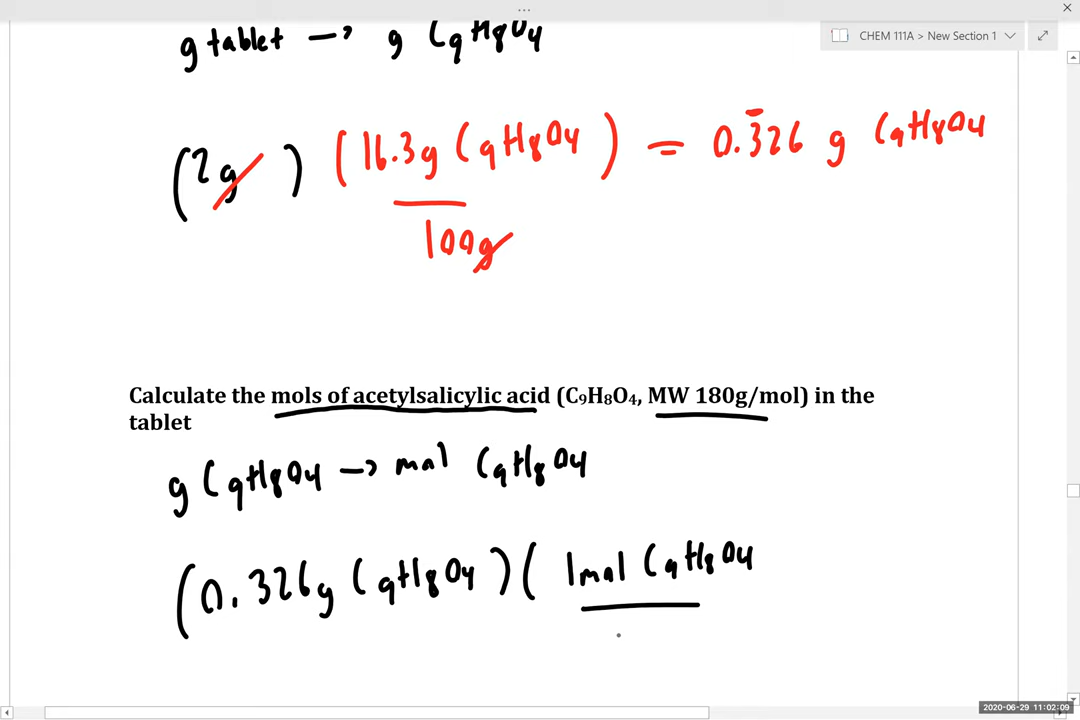 CHEM 111A > New Section 1
g tablet → g C9H8O4
(2g) (16.3g C9H8O4) = 0.326 g C9H8O4
100g
Calculate the mols of acetylsalicylic acid (C₉H₈O₄, MW 180g/mol) in the
tablet
g C9H8O4 → mol C9H8O4
(0.326g C9H8O4)( 1mol C9H8O4
2020-06-29 11:02:09